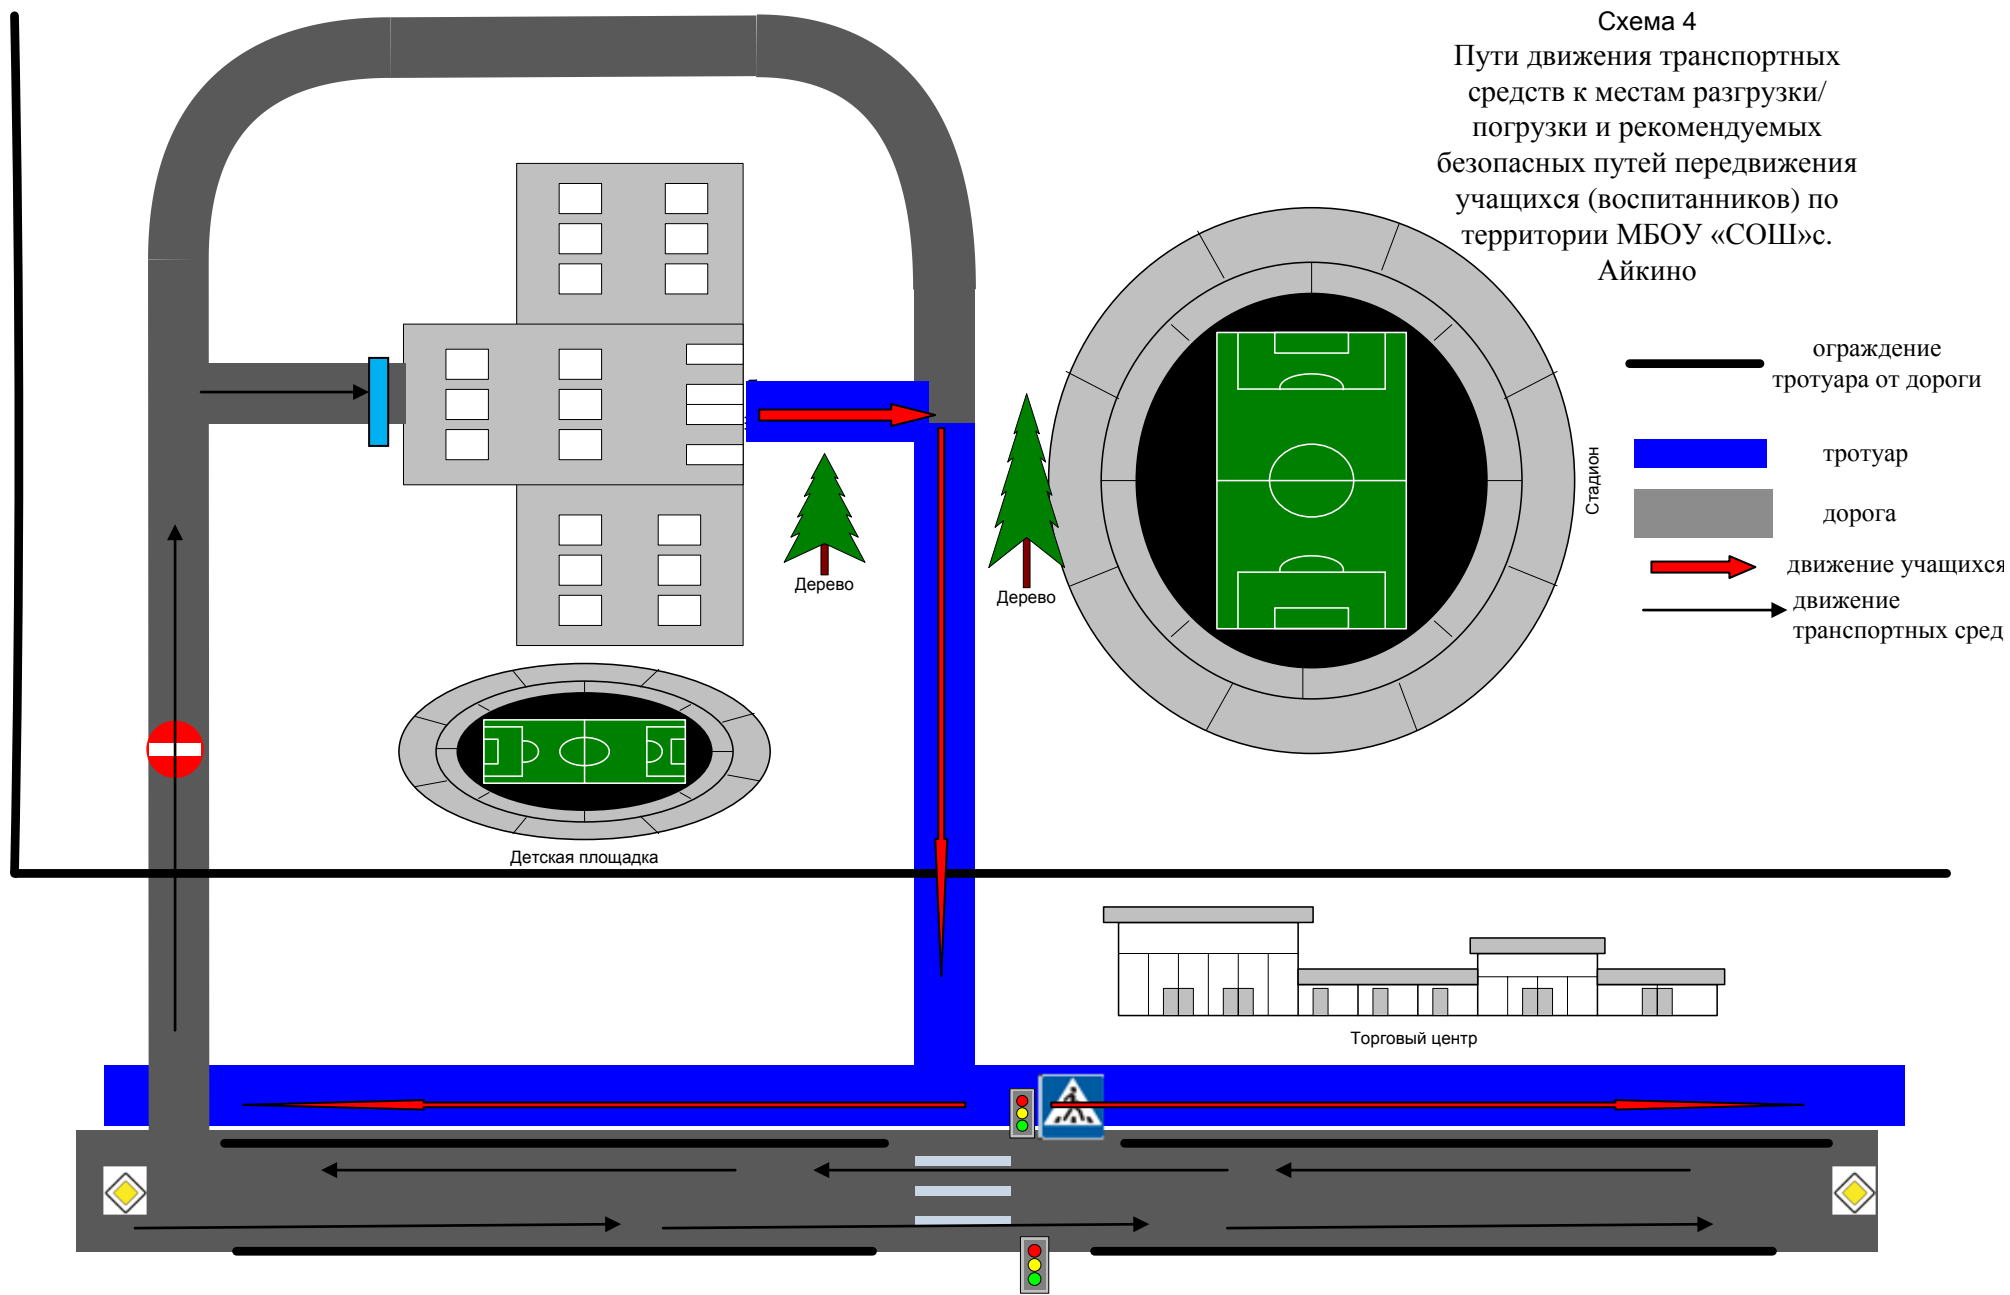 Схема 4
Пути движения транспортных
средств к местам разгрузки/
погрузки и рекомендуемых
безопасных путей передвижения
учащихся (воспитанников) по
территории МБОУ «СОШ»с.
Айкино
ограждение
тротуара от дороги
тротуар
дорога
движение учащихся
движение
транспортных сред
Стадион
Дерево
Дерево
Детская площадка
Торговый центр